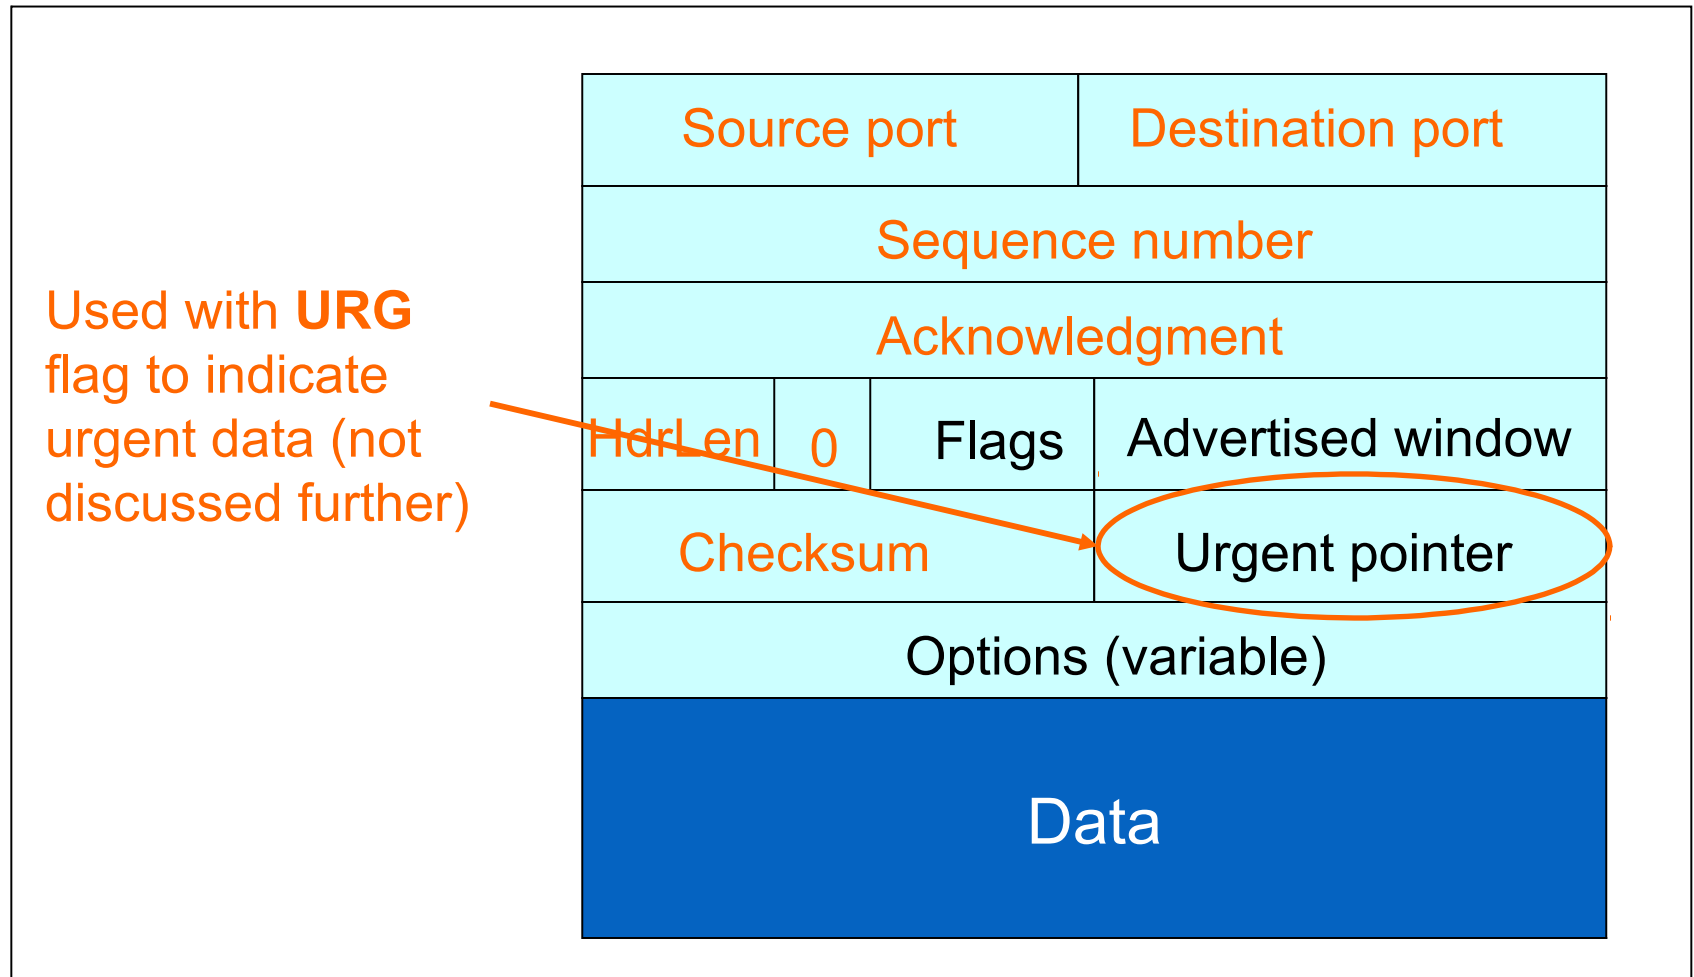 Source port
Destination port
Sequence number
Used with URG
flag to indicate
urgent data (not
discussed further)
Acknowledgment
HdrLen
0
Flags
Advertised window
Checksum
Urgent pointer
Options (variable)
Data